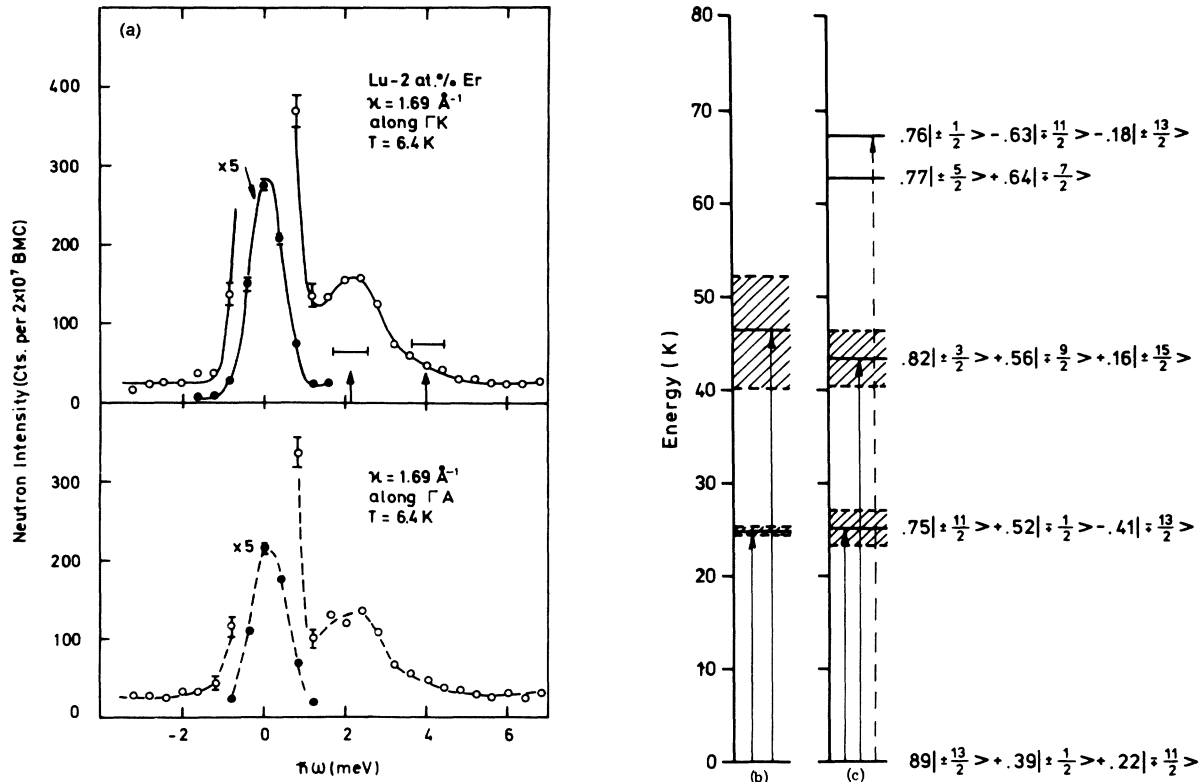 (a)
Lu-2 at.% Er
ϰ = 1.69 Å⁻¹
along ΓK
T = 6.4 K
×5
400
300
200
100
0
ϰ = 1.69 Å⁻¹
along ΓA
T = 6.4 K
×5
300
200
100
0
-2 0 2 4 6
ħω (meV)
Neutron Intensity (Cts. per 2×10⁷ BMC)
Energy (K)
80
70
60
50
40
30
20
10
0
(b) (c)
.76|± 1/2 > -.63|∓ 11/2 > -.18|± 13/2 >
.77|± 5/2 > + .64|∓ 7/2 >
.82|± 3/2 > +.56|∓ 9/2 > +.16|± 15/2 >
.75|± 11/2 > +.52|∓ 1/2 > -.41|∓ 13/2 >
89|± 13/2 > +.39|± 1/2 > +.22|∓ 11/2 >